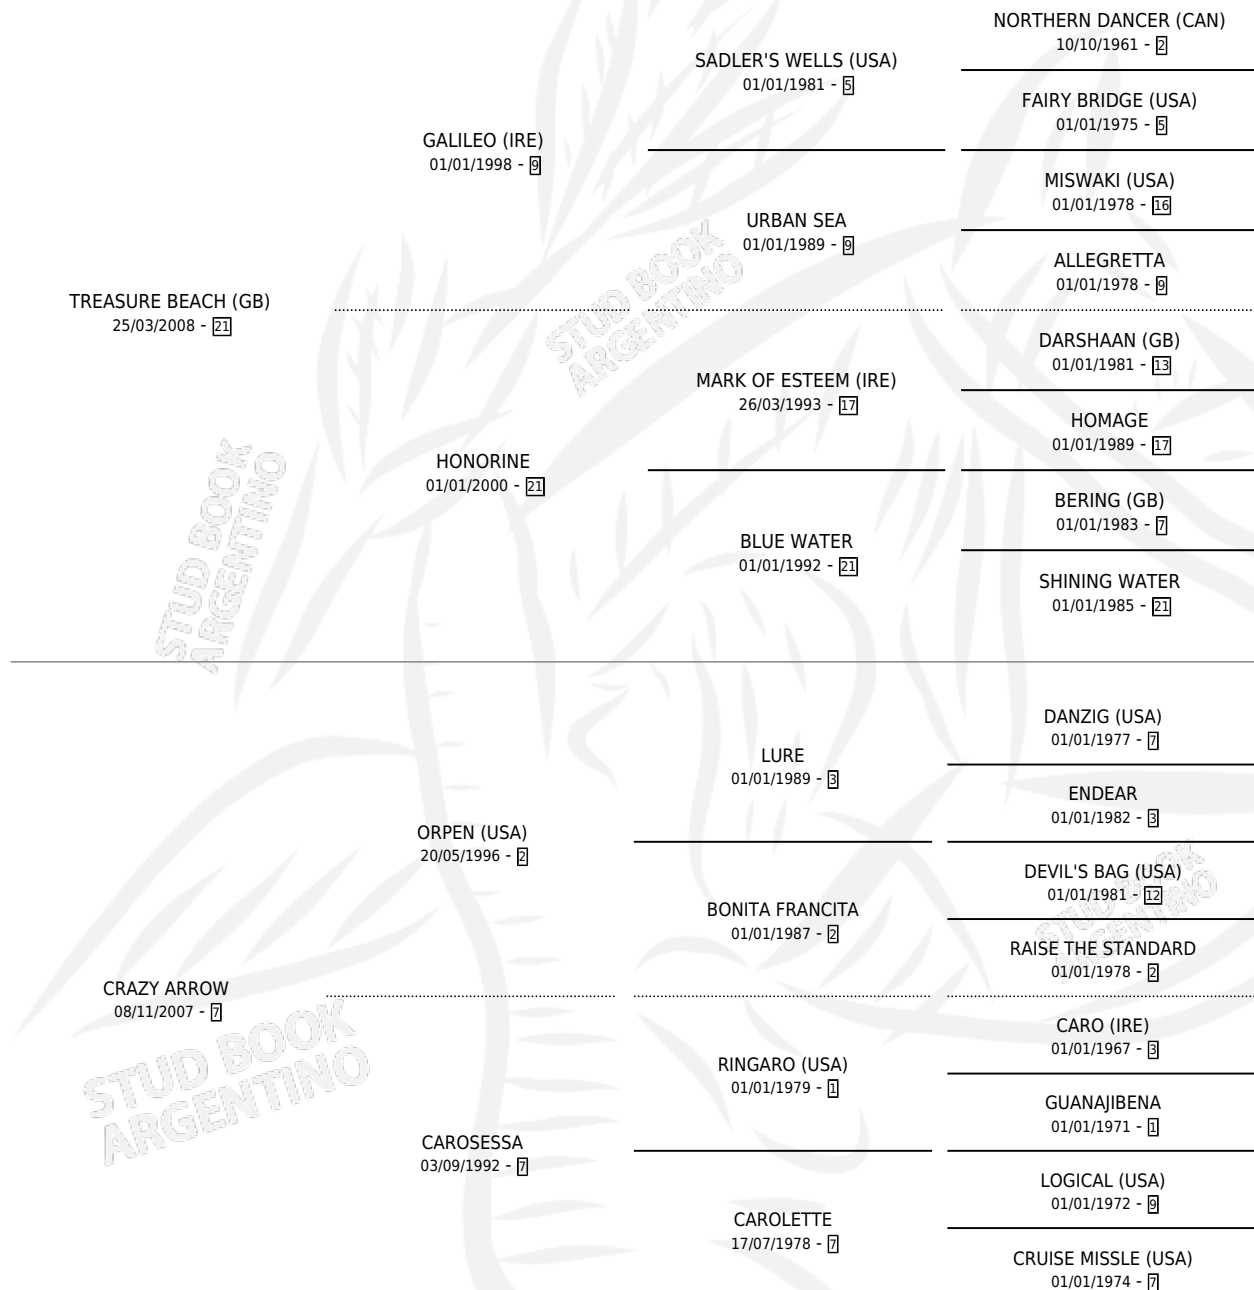 NORTHERN DANCER (CAN)
10/10/1961 - 2
SADLER'S WELLS (USA)
01/01/1981 - 5
FAIRY BRIDGE (USA)
01/01/1975 - 5
GALILEO (IRE)
01/01/1998 - 9
MISWAKI (USA)
01/01/1978 - 16
URBAN SEA
01/01/1989 - 9
ALLEGRETTA
01/01/1978 - 9
TREASURE BEACH (GB)
25/03/2008 - 21
DARSHAAN (GB)
01/01/1981 - 13
MARK OF ESTEEM (IRE)
26/03/1993 - 17
HOMAGE
01/01/1989 - 17
HONORINE
01/01/2000 - 21
BERING (GB)
01/01/1983 - 7
BLUE WATER
01/01/1992 - 21
SHINING WATER
01/01/1985 - 21
DANZIG (USA)
01/01/1977 - 7
LURE
01/01/1989 - 3
ENDEAR
01/01/1982 - 3
ORPEN (USA)
20/05/1996 - 2
DEVIL'S BAG (USA)
01/01/1981 - 12
BONITA FRANCITA
01/01/1987 - 2
RAISE THE STANDARD
01/01/1978 - 2
CRAZY ARROW
08/11/2007 - 7
CARO (IRE)
01/01/1967 - 3
RINGARO (USA)
01/01/1979 - 1
GUANAJIBENA
01/01/1971 - 1
CAROSESSA
03/09/1992 - 7
LOGICAL (USA)
01/01/1972 - 9
CAROLETTE
17/07/1978 - 7
CRUISE MISSLE (USA)
01/01/1974 - 7
STUD BOOK
ARGENTINO
STUD BOOK
ARGENTINO
STUD BOOK
ARGENTINO
STUD BOOK
ARGENTINO